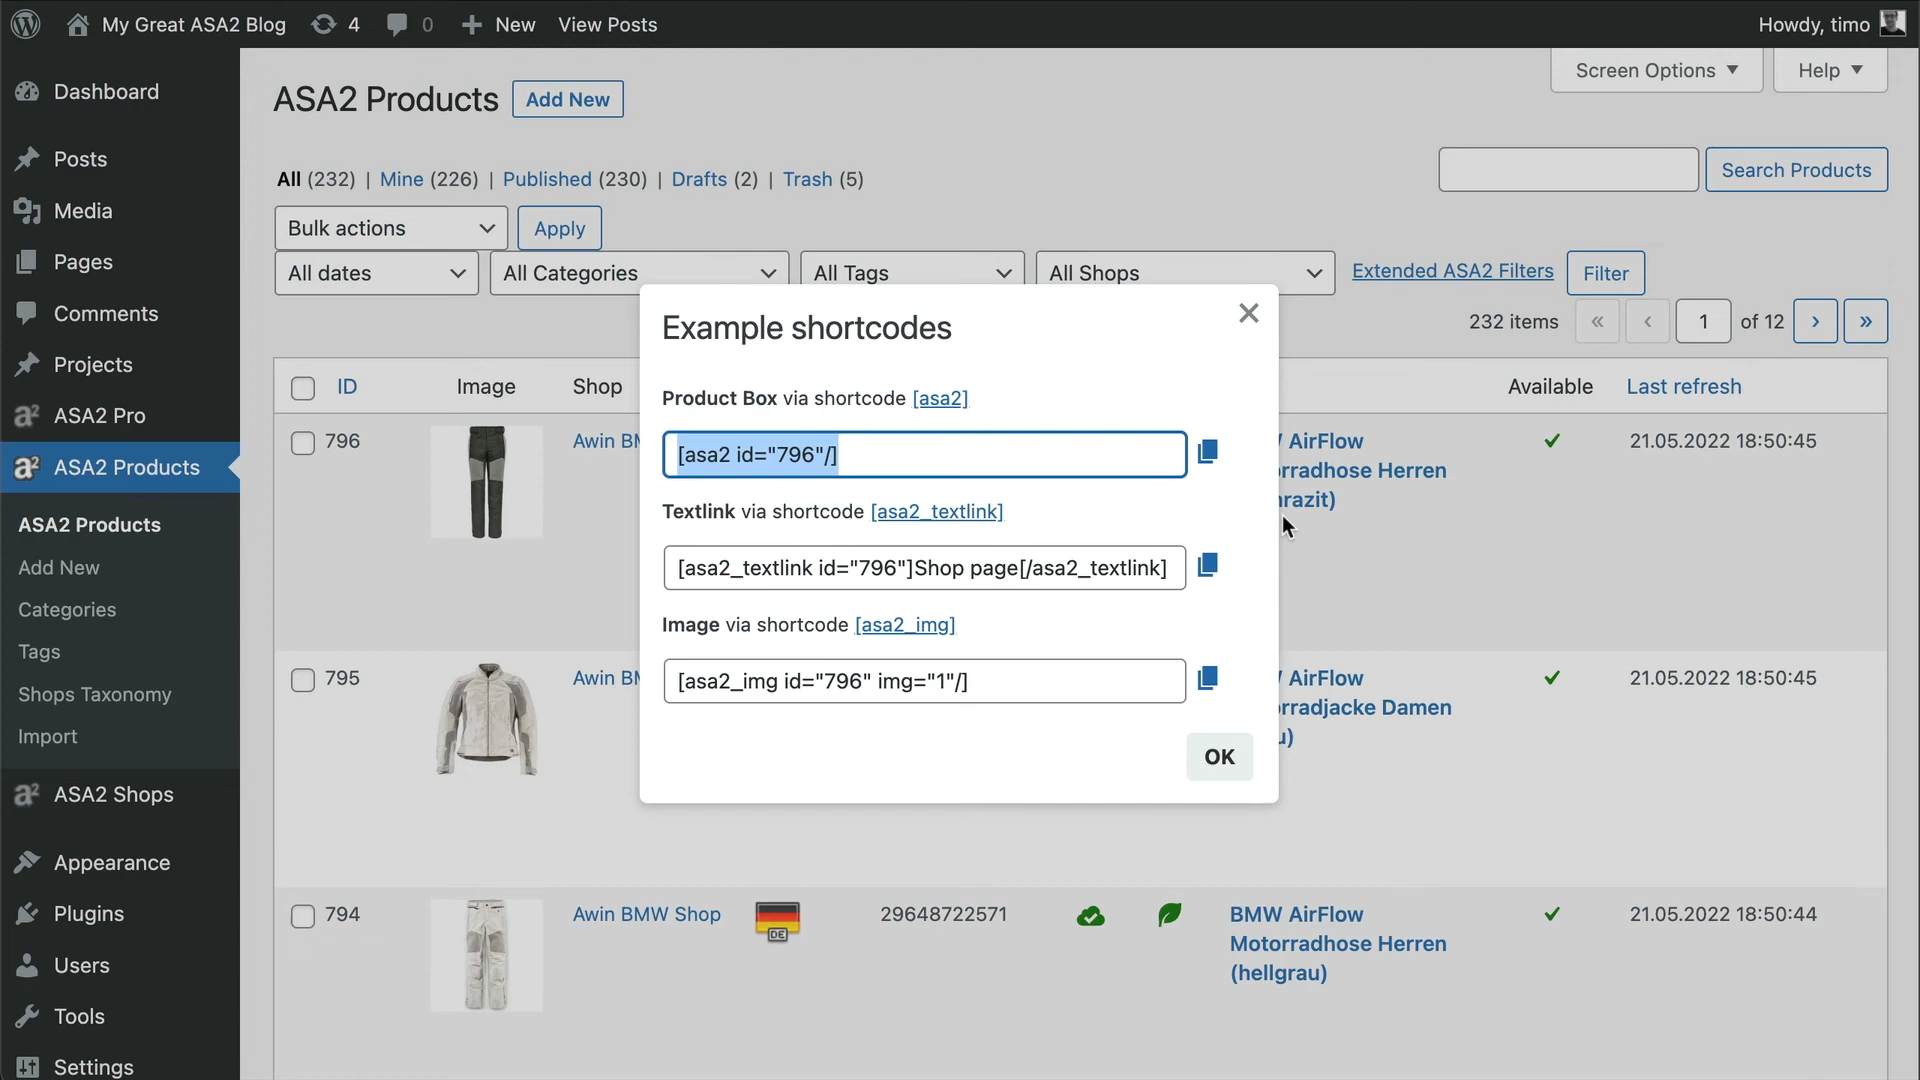 My Great ASA2 Blog 4 0 New View Posts Howdy, timo
Dashboard
Posts
Media
Pages
Comments
Projects
ASA2 Pro
ASA2 Products
ASA2 Products
Add New
Categories
Tags
Shops Taxonomy
Import
ASA2 Shops
Appearance
Plugins
Users
Tools
Settings
Screen Options Help
ASA2 Products Add New
All (232) | Mine (226) | Published (230) | Drafts (2) | Trash (5)
Search Products
Bulk actions Apply
All dates All Categories All Tags All Shops Extended ASA2 Filters Filter
232 items « ‹ 1 of 12 › »
ID Image Shop Available Last refresh
796 Awin 21.05.2022 18:50:45
AirFlow
Herren
795 Awin 21.05.2022 18:50:45
AirFlow
Damen
794 Awin BMW Shop DE 29648722571 BMW AirFlow 21.05.2022 18:50:44
Motorradhose Herren
(hellgrau)
Example shortcodes
Product Box via shortcode [asa2]
[asa2 id="796"/]
Textlink via shortcode [asa2_textlink]
[asa2_textlink id="796"]Shop page[/asa2_textlink]
Image via shortcode [asa2_img]
[asa2_img id="796" img="1"/]
OK